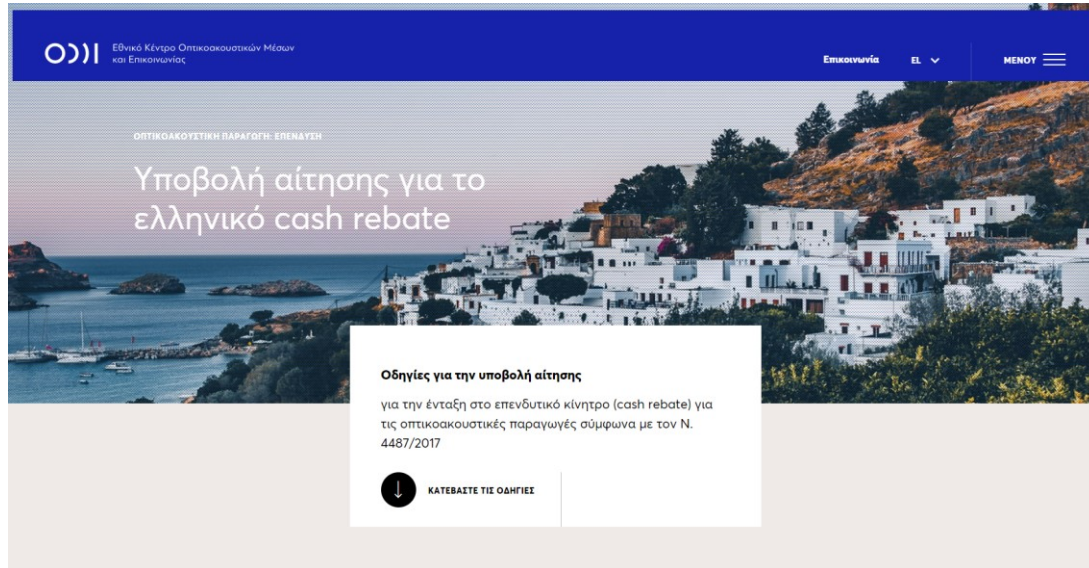 Εθνικό Κέντρο Οπτικοακουστικών Μέσων
και Επικοινωνίας
Επικοινωνία
EL
ΜΕΝΟΥ
ΟΠΤΙΚΟΑΚΟΥΣΤΙΚΗ ΠΑΡΑΓΩΓΗ: ΕΠΕΝΔΥΣΗ
Υποβολή αίτησης για το
ελληνικό cash rebate
Οδηγίες για την υποβολή αίτησης
για την ένταξη στο επενδυτικό κίνητρο (cash rebate) για
τις οπτικοακουστικές παραγωγές σύμφωνα με τον Ν.
4487/2017
ΚΑΤΕΒΑΣΤΕ ΤΙΣ ΟΔΗΓΙΕΣ